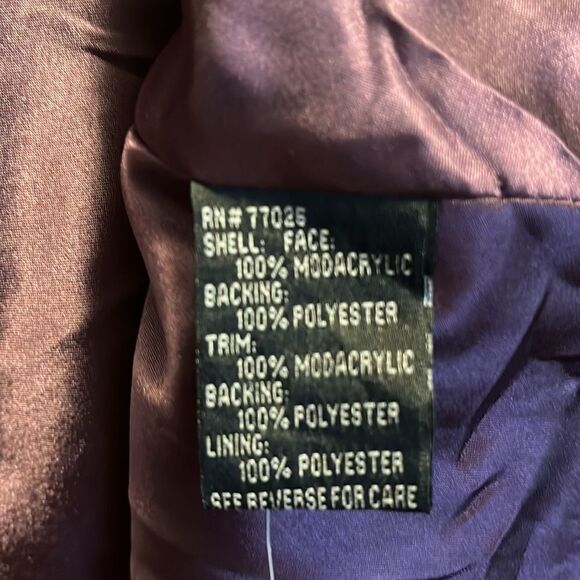 RN# 77026
SHELL: FACE:
100% MODACRYLIC
BACKING:
100% POLYESTER
TRIM:
100% MODACRYLIC
BACKING:
100% POLYESTER
LINING:
100% POLYESTER
SEE REVERSE FOR CARE